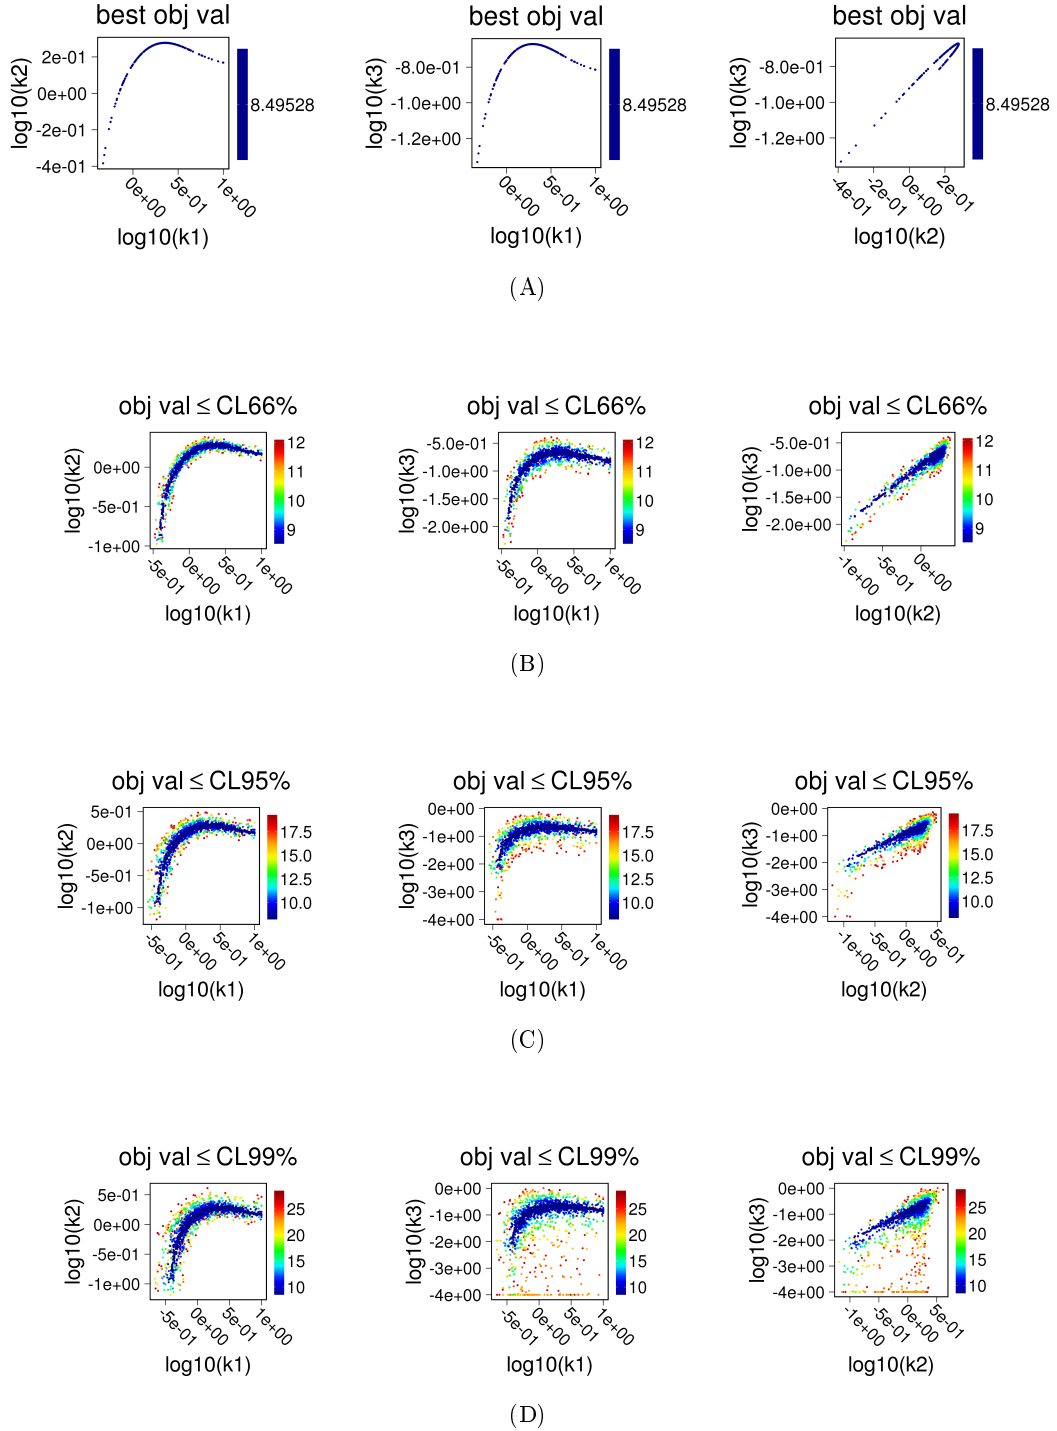 best obj val
best obj val
best obj val
log10(k2)
2e-01
0e+00
-2e-01
-4e-01
0e+00
5e-01
1e+00
log10(k1)
8.49528
log10(k3)
-8.0e-01
-1.0e+00
-1.2e+00
0e+00
5e-01
1e+00
log10(k1)
8.49528
log10(k3)
-8.0e-01
-1.0e+00
-1.2e+00
-4e-01
-2e-01
0e+00
2e-01
log10(k2)
8.49528
(A)
obj val ≤ CL66%
obj val ≤ CL66%
obj val ≤ CL66%
log10(k2)
0e+00
-5e-01
-1e+00
-5e-01
0e+00
5e-01
1e+00
log10(k1)
12
11
10
9
log10(k3)
-5.0e-01
-1.0e+00
-1.5e+00
-2.0e+00
-5e-01
0e+00
5e-01
1e+00
log10(k1)
12
11
10
9
log10(k3)
-5.0e-01
-1.0e+00
-1.5e+00
-2.0e+00
-1e+00
-5e-01
0e+00
log10(k2)
12
11
10
9
(B)
obj val ≤ CL95%
obj val ≤ CL95%
obj val ≤ CL95%
log10(k2)
5e-01
0e+00
-5e-01
-1e+00
-5e-01
0e+00
5e-01
1e+00
log10(k1)
17.5
15.0
12.5
10.0
log10(k3)
0e+00
-1e+00
-2e+00
-3e+00
-4e+00
-5e-01
0e+00
5e-01
1e+00
log10(k1)
17.5
15.0
12.5
10.0
log10(k3)
0e+00
-1e+00
-2e+00
-3e+00
-4e+00
-1e+00
-5e-01
0e+00
5e-01
log10(k2)
17.5
15.0
12.5
10.0
(C)
obj val ≤ CL99%
obj val ≤ CL99%
obj val ≤ CL99%
log10(k2)
5e-01
0e+00
-5e-01
-1e+00
-5e-01
0e+00
5e-01
1e+00
log10(k1)
25
20
15
10
log10(k3)
0e+00
-1e+00
-2e+00
-3e+00
-4e+00
-5e-01
0e+00
5e-01
1e+00
log10(k1)
25
20
15
10
log10(k3)
0e+00
-1e+00
-2e+00
-3e+00
-4e+00
-1e+00
-5e-01
0e+00
5e-01
log10(k2)
25
20
15
10
(D)